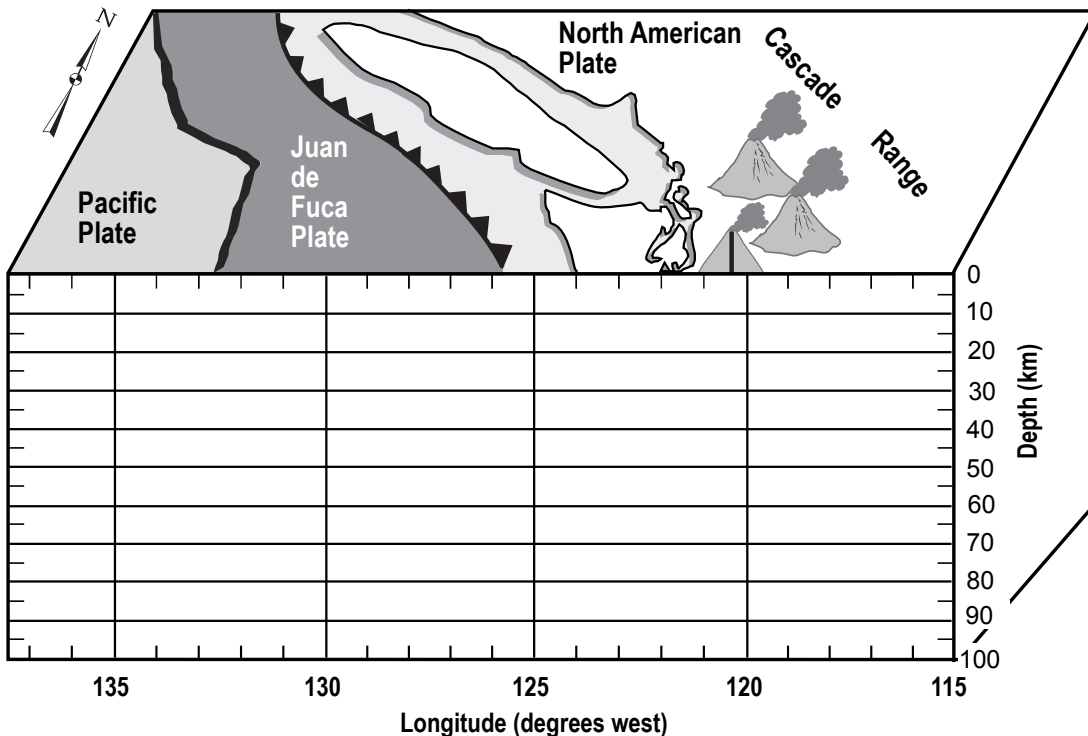 N
North American
Plate
Cascade
Range
Juan
de
Fuca
Plate
Pacific
Plate
0
10
20
30
40
50
60
70
80
90
100
Depth (km)
135
130
125
120
115
Longitude (degrees west)